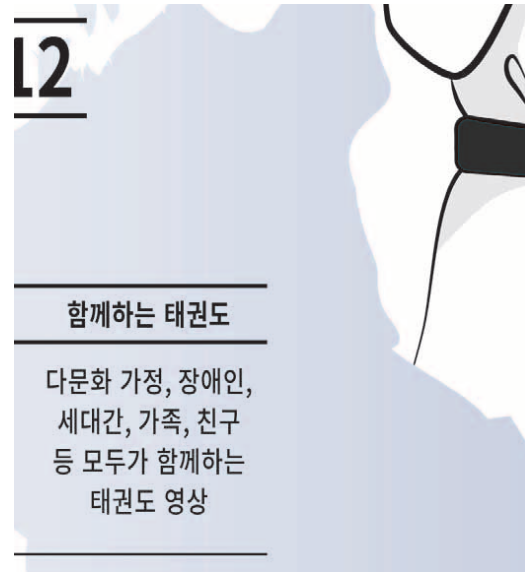 12
함께하는 태권도
다문화 가정, 장애인,
세대간, 가족, 친구
등 모두가 함께하는
태권도 영상